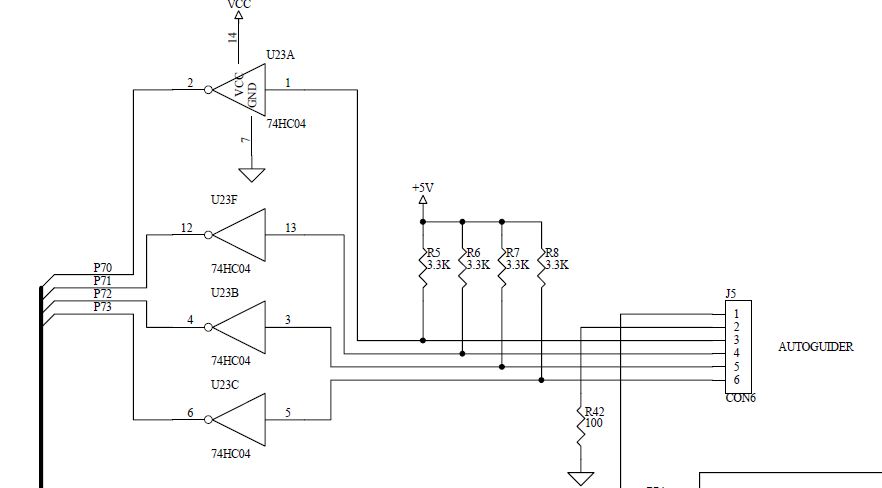 VCC
14
U23A
2
VCC
GND
1
74HC04
7
U23F
12
13
74HC04
P70
P71
P72
P73
U23B
4
3
74HC04
U23C
6
5
74HC04
+5V
R5
3.3K
R6
3.3K
R7
3.3K
R8
3.3K
J5
1
2
3
4
5
6
CON6
AUTOGUIDER
R42
100